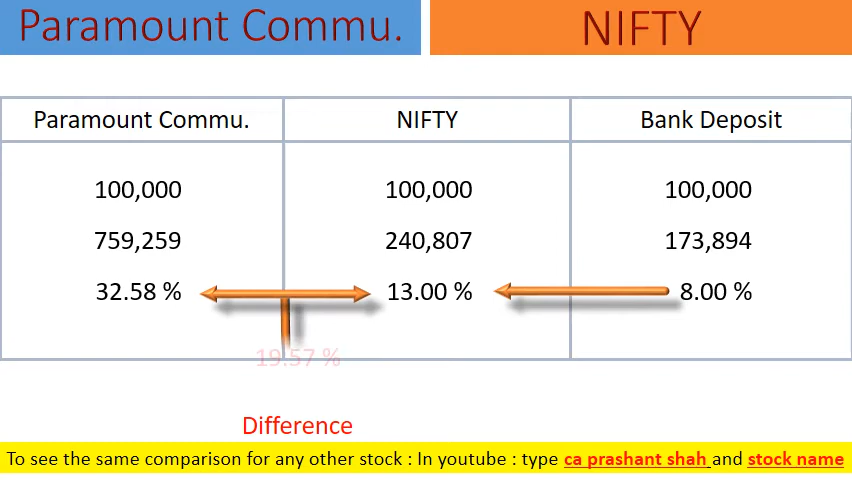 Paramount Commu. NIFTY
Paramount Commu. NIFTY Bank Deposit
100,000 100,000 100,000
759,259 240,807 173,894
32.58 % 13.00 % 8.00 %
19.57 %
Difference
To see the same comparison for any other stock : In youtube : type ca prashant shah and stock name